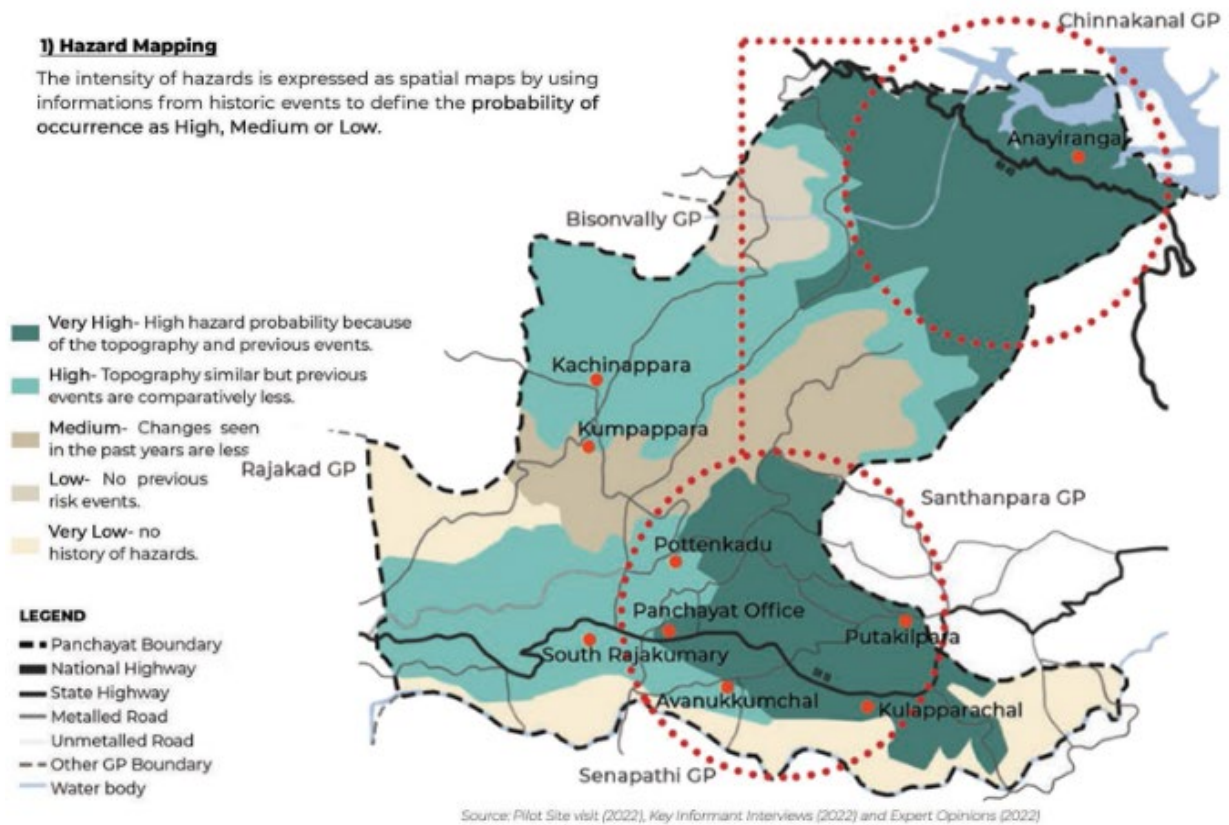 1) Hazard Mapping
The intensity of hazards is expressed as spatial maps by using
informations from historic events to define the probability of
occurrence as High, Medium or Low.
Chinnakanal GP
Anayirangal
Bisonvally GP
Very High- High hazard probability because
of the topography and previous events.
High- Topography similar but previous
events are comparatively less.
Medium- Changes seen
in the past years are less
Low- No previous
risk events.
Very Low- no
history of hazards.
Kachinappara
Kumpappara
Rajakad GP
Santhanpara GP
Pottenkadu
Panchayat Office
Putakilpara
South Rajakumary
Avanukkumchal
Kulapparachal
Senapathi GP
LEGEND
Panchayat Boundary
National Highway
State Highway
Metalled Road
Unmetalled Road
Other GP Boundary
Water body
Source: Pilot Site visit (2022), Key Informant Interviews (2022) and Expert Opinions (2022)